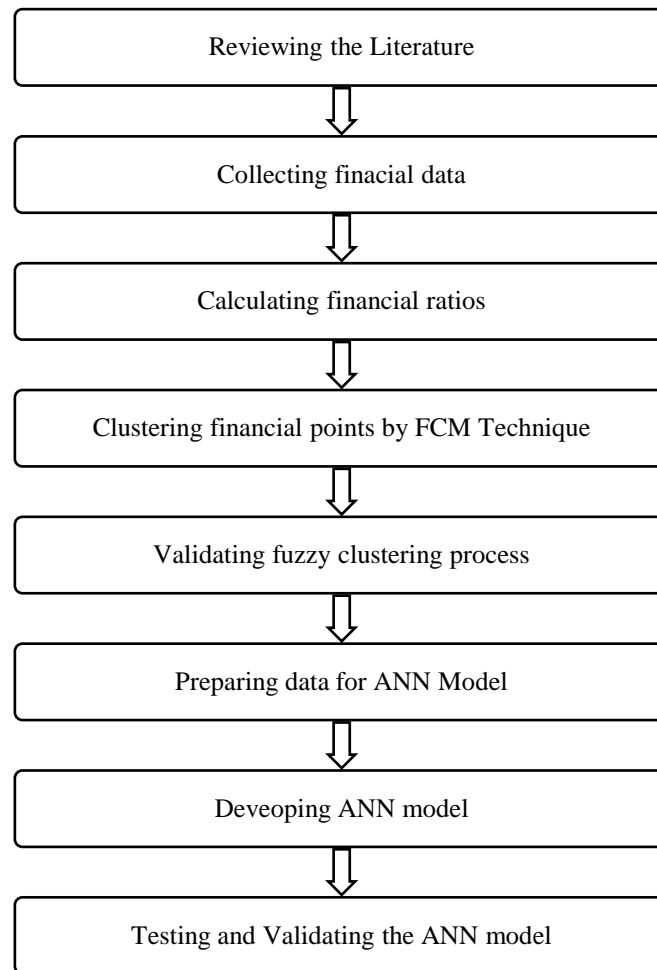 Reviewing the Literature
Collecting finacial data
Calculating financial ratios
Clustering financial points by FCM Technique
Validating fuzzy clustering process
Preparing data for ANN Model
Deveoping ANN model
Testing and Validating the ANN model